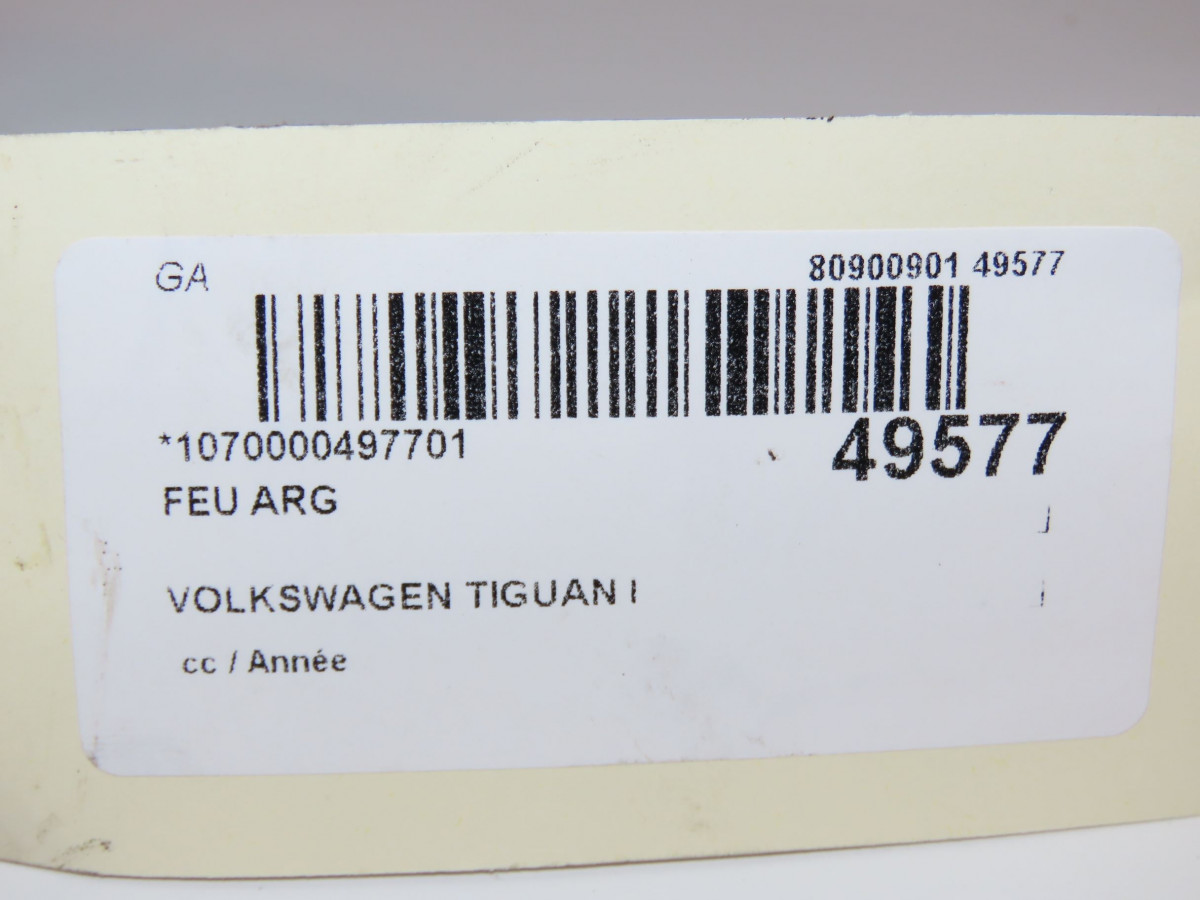 GA 80900901 49577
*1070000497701 49577
FEU ARG
VOLKSWAGEN TIGUAN I
cc / Année